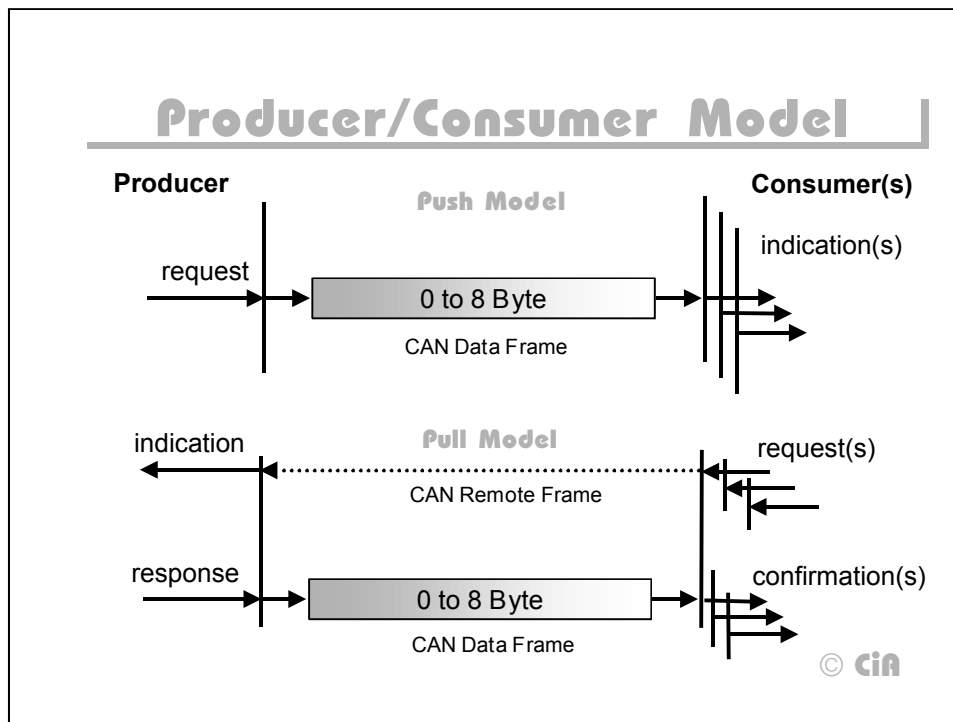 Producer/Consumer Model
Producer
Push Model
Consumer(s)
request
indication(s)
0 to 8 Byte
CAN Data Frame
indication
Pull Model
request(s)
CAN Remote Frame
response
confirmation(s)
0 to 8 Byte
CAN Data Frame
© CiA